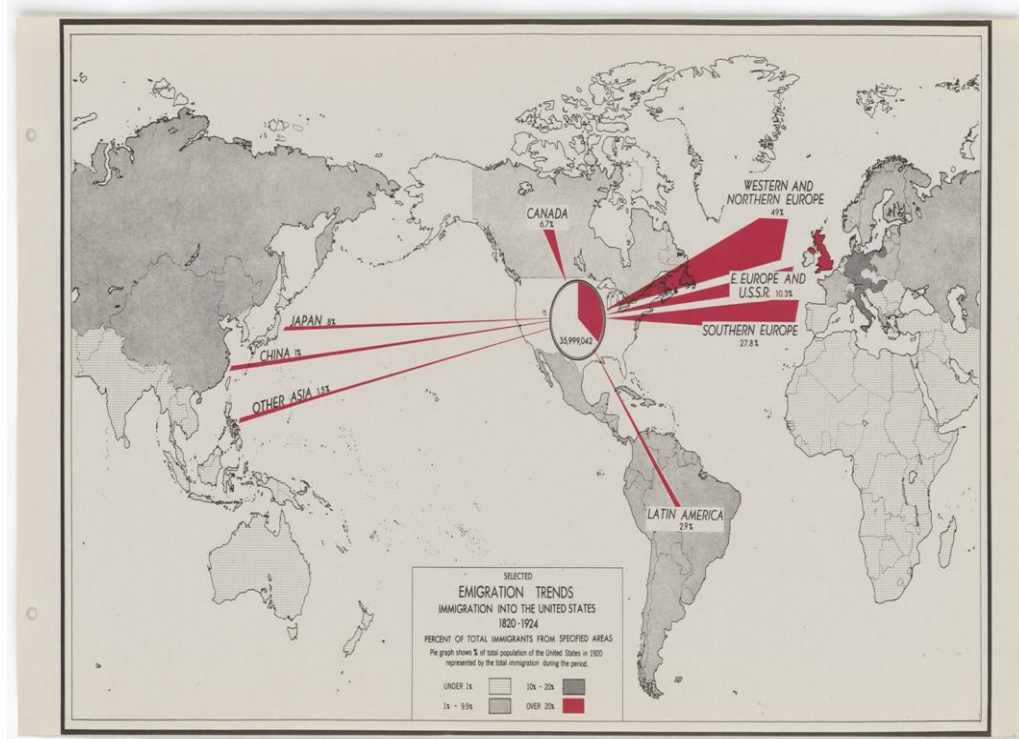 WESTERN AND
NORTHERN EUROPE
49%
CANADA
6.7%
E. EUROPE AND
U.S.S.R. 10.3%
JAPAN .8%
35,999,042
SOUTHERN EUROPE
27.8%
CHINA 1%
OTHER ASIA 1.5%
LATIN AMERICA
2.9%
SELECTED
EMIGRATION TRENDS
IMMIGRATION INTO THE UNITED STATES
1820-1924
PERCENT OF TOTAL IMMIGRANTS FROM SPECIFIED AREAS
Pie graph shows % of total population of the United States in 1920
represented by the total immigration during the period.
UNDER 1%
10% - 20%
1% - 9.9%
OVER 20%